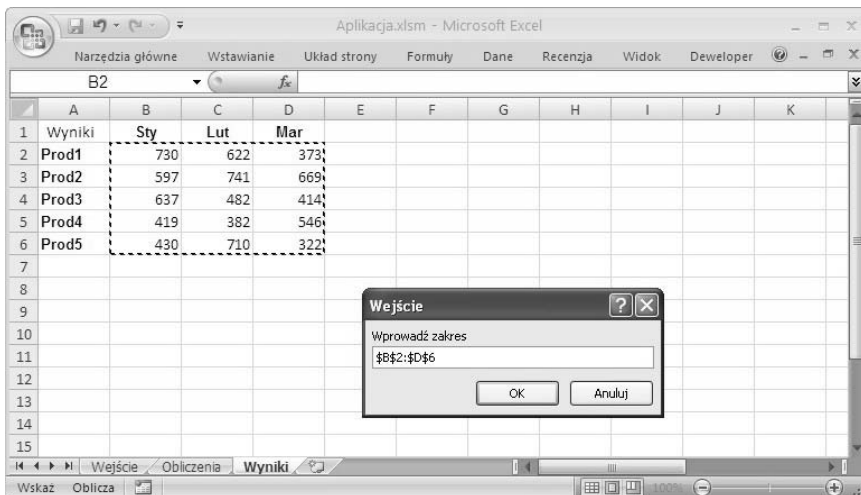 Aplikacja.xlsm - Microsoft Excel
Narzędzia główne Wstawianie Układ strony Formuły Dane Recenzja Widok Deweloper
B2 fx
A B C D E F G H I J K
1 Wyniki Sty Lut Mar
2 Prod1 730 622 373
3 Prod2 597 741 669
4 Prod3 637 482 414
5 Prod4 419 382 546
6 Prod5 430 710 322
7
8
9
10
11
12
13
14
15
Wejście
Wprowadź zakres
$B$2:$D$6
OK Anuluj
Wejście Obliczenia Wyniki
Wskaż Oblicza 100%